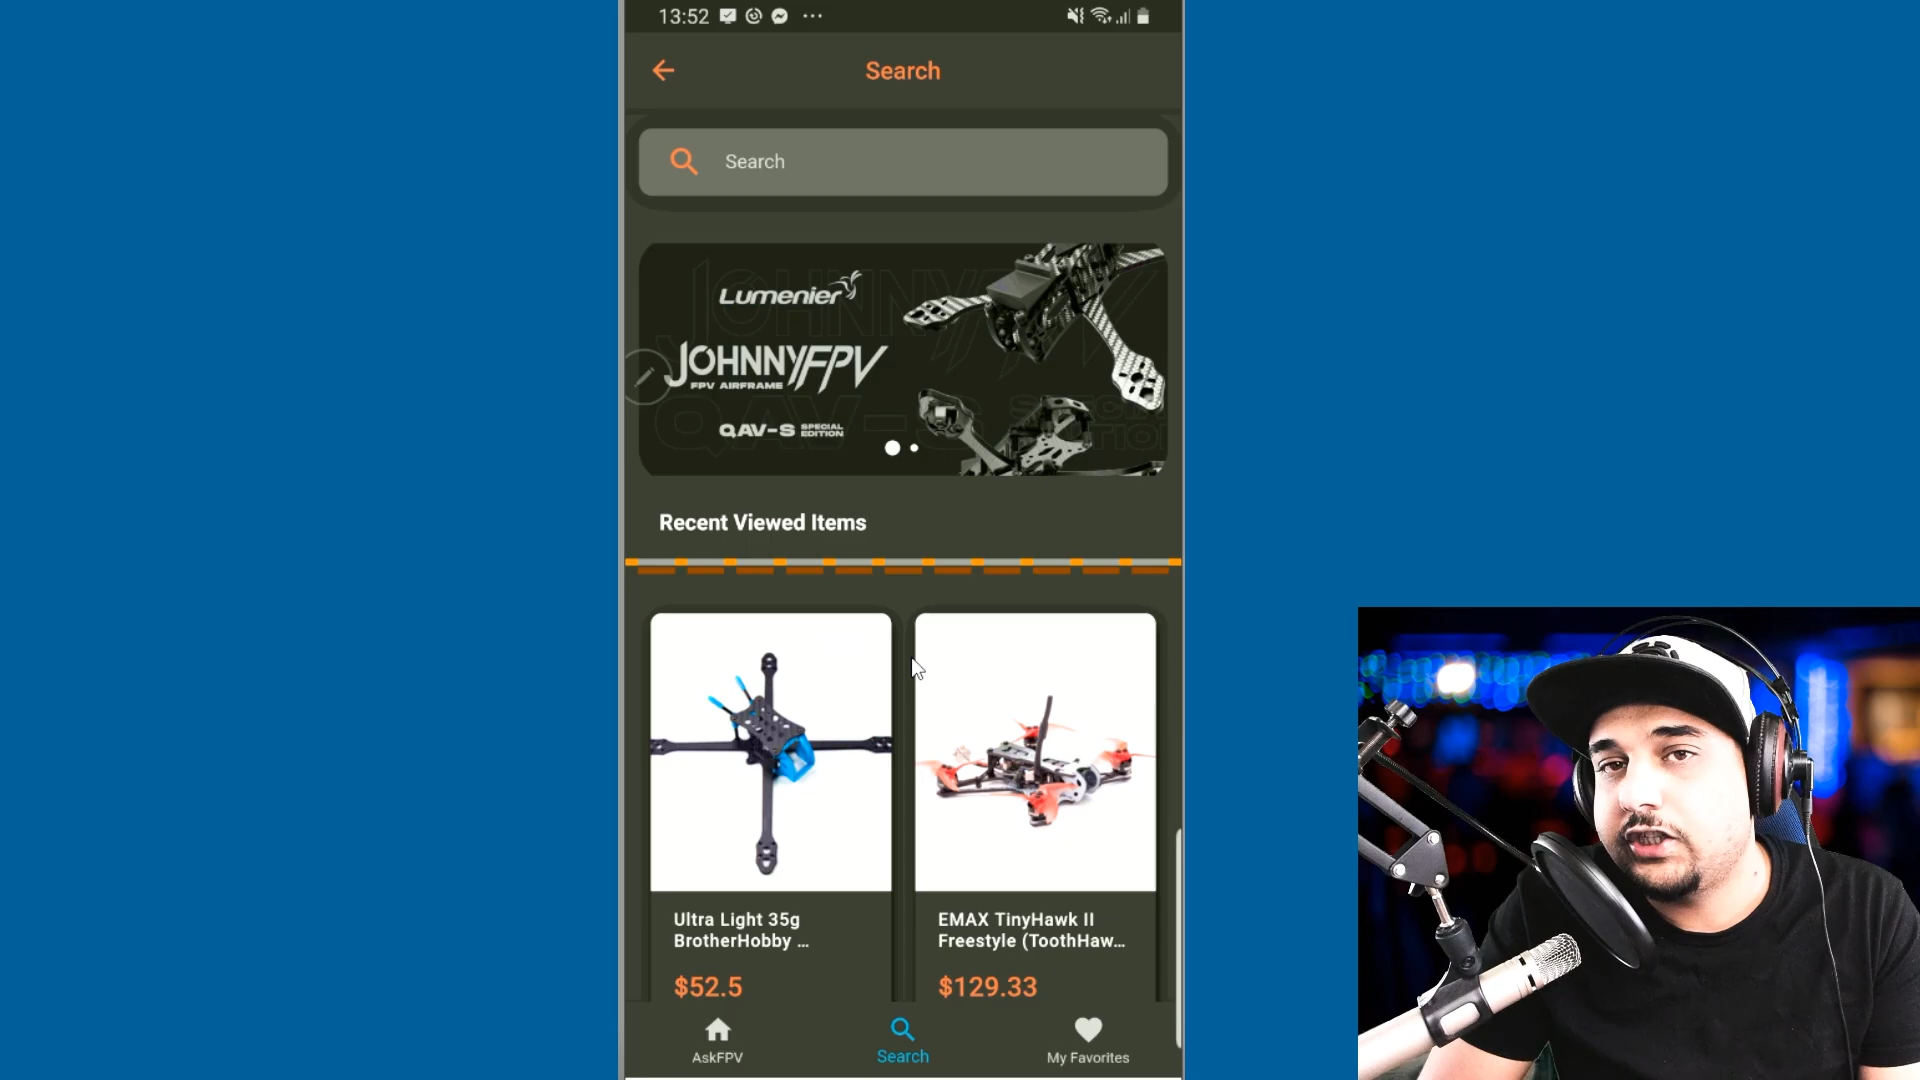 13:52
Search
Search
Lumenier
JOHNNYFPV
FPV AIRFRAME
QAV-S SPECIAL EDITION
Recent Viewed Items
Ultra Light 35g
BrotherHobby ...
$52.5
EMAX TinyHawk II
Freestyle (ToothHaw...
$129.33
AskFPV
Search
My Favorites